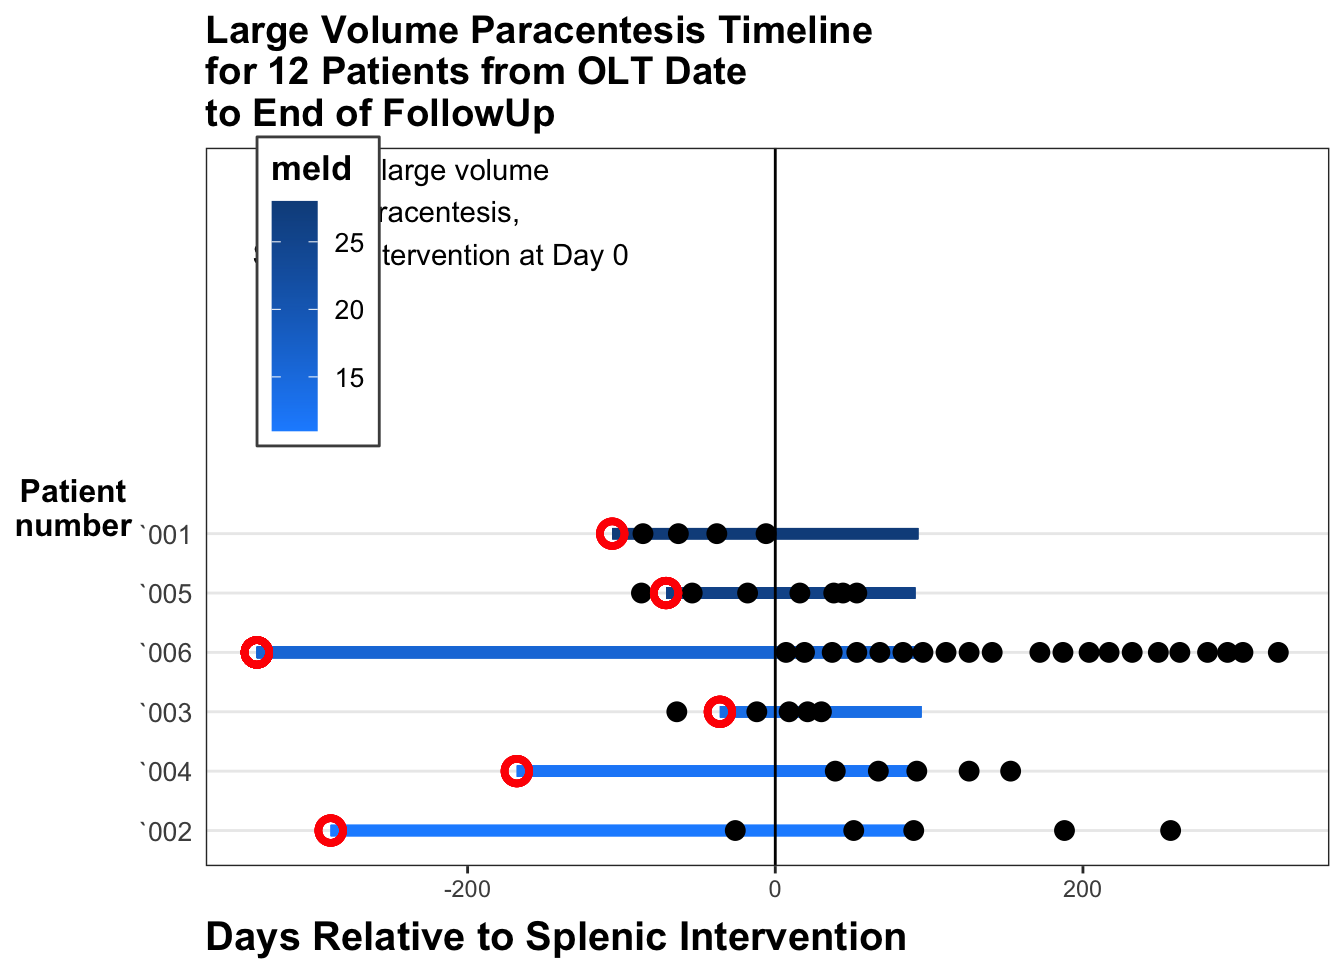 Large Volume Paracentesis Timeline
for 12 Patients from OLT Date
to End of FollowUp
meld
large volume
racentesis,
tervention at Day 0
25
20
15
Patient
number
`001
`005
`006
`003
`004
`002
-200 0 200
Days Relative to Splenic Intervention